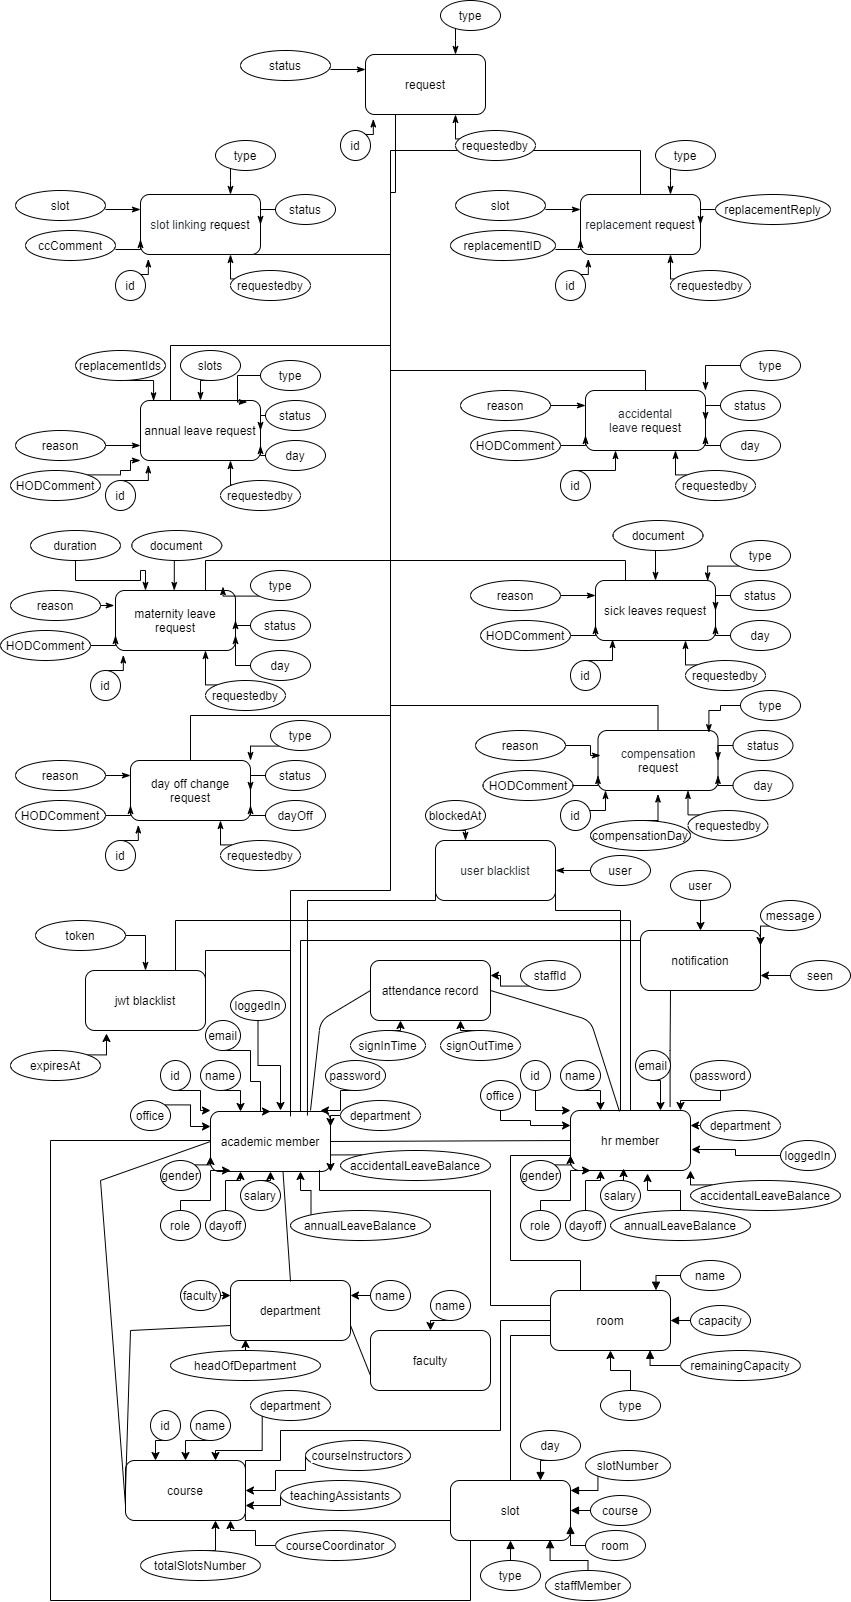 type
status
request
id
requestedby
type
type
slot
slot linking request
status
ccComment
id
requestedby
slot
replacement request
replacementReply
replacementID
id
requestedby
replacementIds
slots
type
annual leave request
status
reason
day
HODComment
id
requestedby
type
reason
accidental
leave request
status
HODComment
day
id
requestedby
duration
document
type
reason
maternity leave
request
status
HODComment
day
id
requestedby
document
type
reason
sick leaves request
status
HODComment
day
id
requestedby
type
reason
day off change
request
status
HODComment
dayOff
id
requestedby
type
reason
compensation
request
status
HODComment
day
id
compensationDay
requestedby
blockedAt
user blacklist
user
user
message
notification
seen
token
jwt blacklist
expiresAt
attendance record
staffId
signInTime
signOutTime
loggedIn
email
id
name
password
office
department
academic member
gender
accidentalLeaveBalance
salary
role
dayoff
annualLeaveBalance
email
id
name
password
office
department
hr member
loggedIn
gender
salary
accidentalLeaveBalance
role
dayoff
annualLeaveBalance
faculty
department
name
headOfDepartment
name
faculty
name
room
capacity
remainingCapacity
type
department
id
name
courseInstructors
course
teachingAssistants
courseCoordinator
totalSlotsNumber
day
slotNumber
slot
course
room
type
staffMember